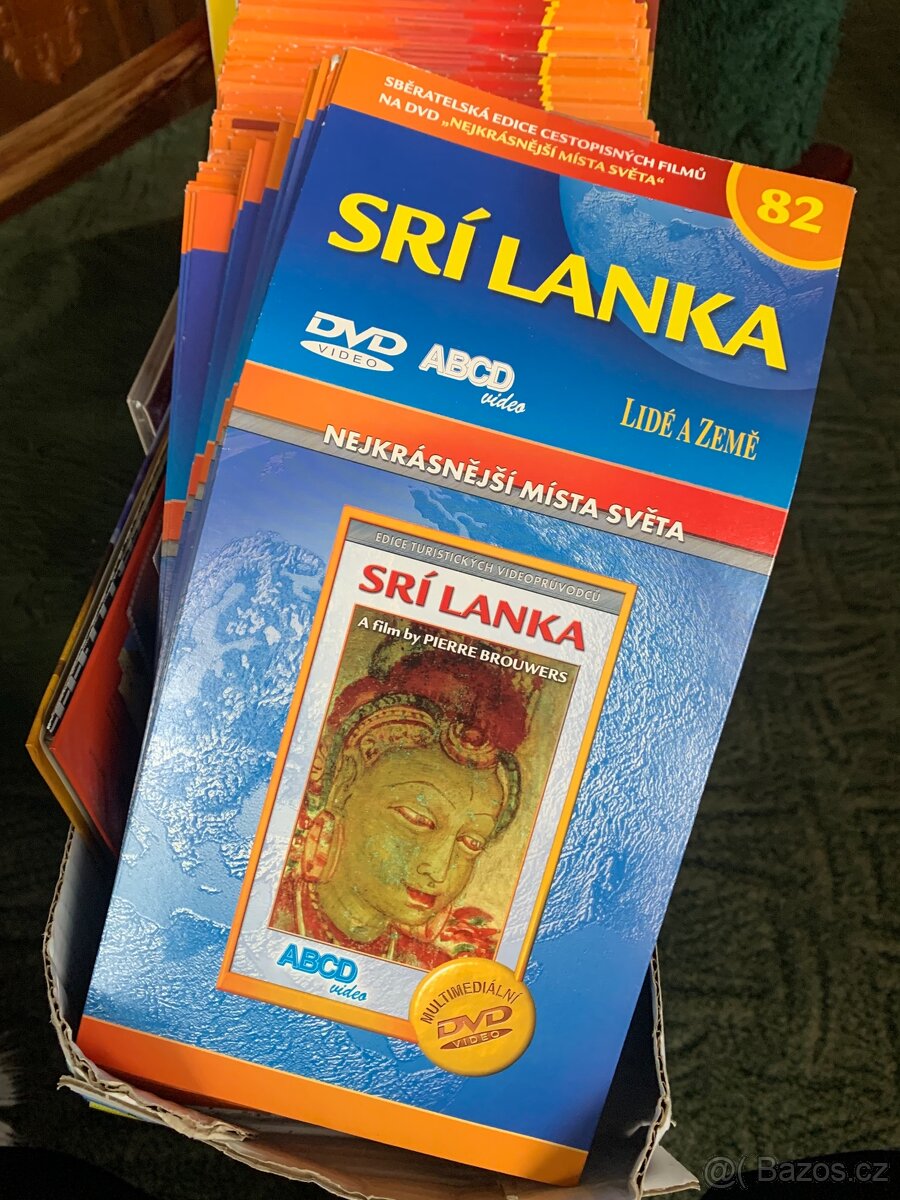 SBĚRATELSKÁ EDICE CESTOPISNÝCH FILMŮ
NA DVD „NEJKRÁSNĚJŠÍ MÍSTA SVĚTA“
82
SRÍ LANKA
DVD
VIDEO
ABCD
video
LIDÉ A ZEMĚ
NEJKRÁSNĚJŠÍ MÍSTA SVĚTA
EDICE TURISTICKÝCH VIDEOPRŮVODCŮ
SRÍ LANKA
A film by PIERRE BROUWERS
ABCD
video
MULTIMEDIÁLNÍ
DVD
VIDEO
@( Bazos.cz